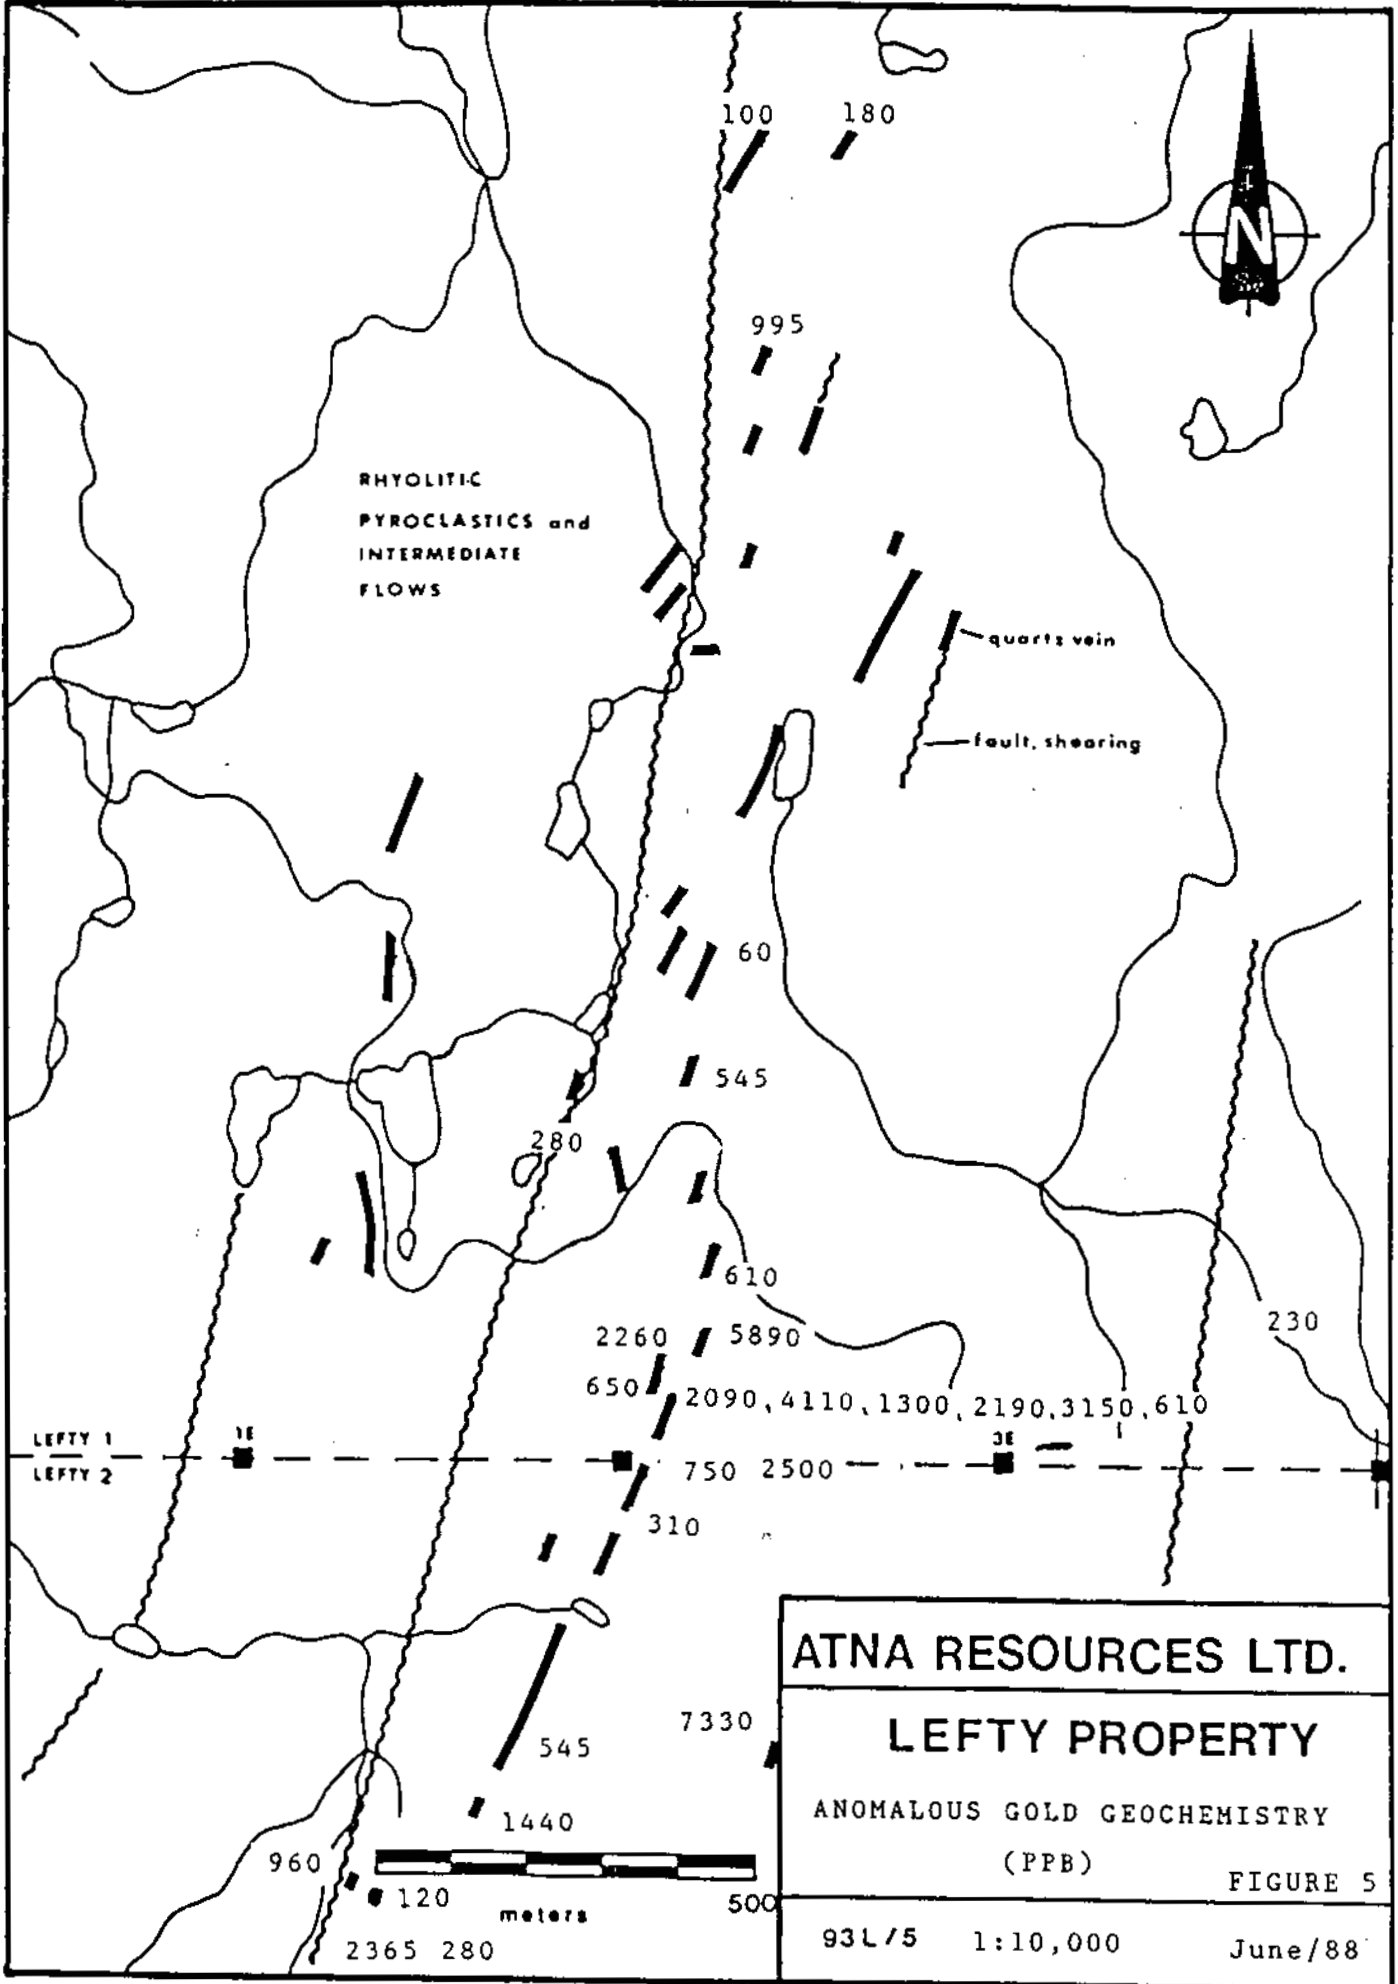 100 180
N
995
RHYOLITIC
PYROCLASTICS and
INTERMEDIATE
FLOWS
quartz vein
fault, shearing
60
545
280
610
230
2260 5890
650 2090,4110,1300,2190,3150,610
LEFTY 1 1E 3E
LEFTY 2
750 2500
310
545
7330
1440
960
120
meters 500
2365 280
ATNA RESOURCES LTD.
LEFTY PROPERTY
ANOMALOUS GOLD GEOCHEMISTRY
(PPB)
FIGURE 5
93L/5 1:10,000 June/88